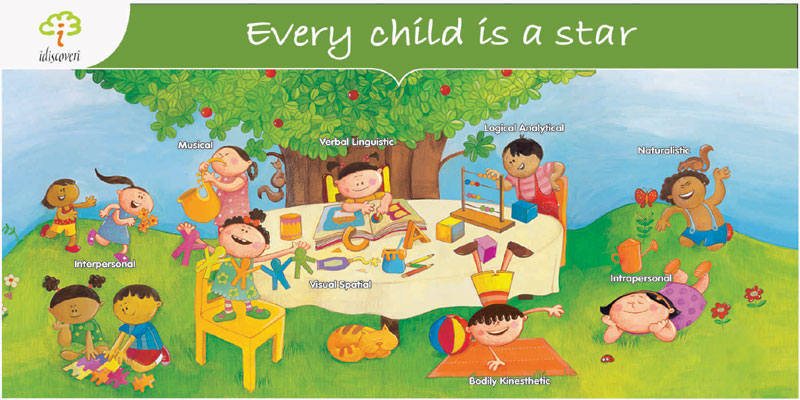 Every child is a star
idiscoveri
Musical
Verbal Linguistic
Logical Analytical
Naturalistic
Interpersonal
Visual Spatial
Intrapersonal
Bodily Kinesthetic